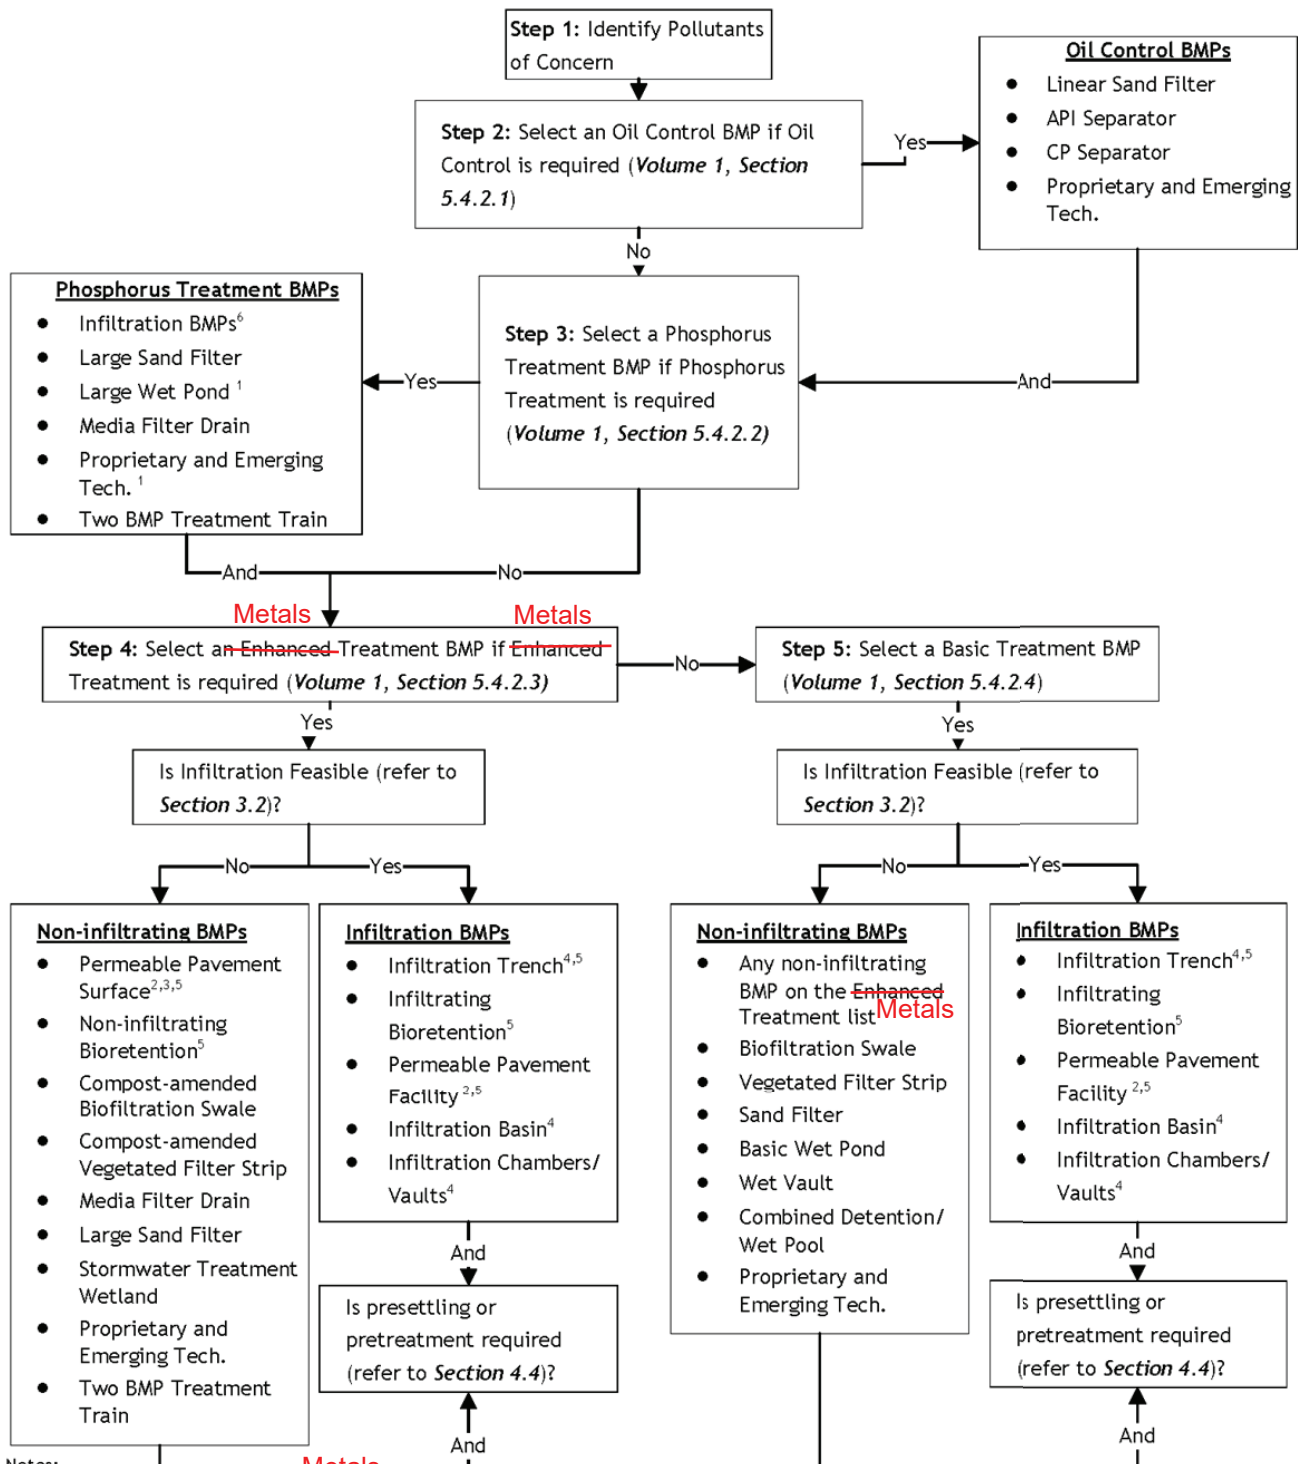 Step 1: Identify Pollutants
of Concern
Oil Control BMPs
● Linear Sand Filter
● API Separator
● CP Separator
● Proprietary and Emerging
Tech.
Step 2: Select an Oil Control BMP if Oil
Control is required (Volume 1, Section
5.4.2.1)
Yes
No
Phosphorus Treatment BMPs
● Infiltration BMPs6
● Large Sand Filter
● Large Wet Pond 1
● Media Filter Drain
● Proprietary and Emerging
Tech. 1
● Two BMP Treatment Train
Step 3: Select a Phosphorus
Treatment BMP if Phosphorus
Treatment is required
(Volume 1, Section 5.4.2.2)
Yes
And
And
No
Metals
Metals
Step 4: Select an Enhanced Treatment BMP if Enhanced
Treatment is required (Volume 1, Section 5.4.2.3)
No
Step 5: Select a Basic Treatment BMP
(Volume 1, Section 5.4.2.4)
Yes
Yes
Is Infiltration Feasible (refer to
Section 3.2)?
Is Infiltration Feasible (refer to
Section 3.2)?
No
Yes
No
Yes
Non-infiltrating BMPs
● Permeable Pavement
Surface2,3,5
● Non-infiltrating
Bioretention5
● Compost-amended
Biofiltration Swale
● Compost-amended
Vegetated Filter Strip
● Media Filter Drain
● Large Sand Filter
● Stormwater Treatment
Wetland
● Proprietary and
Emerging Tech.
● Two BMP Treatment
Train
Infiltration BMPs
● Infiltration Trench4,5
● Infiltrating
Bioretention5
● Permeable Pavement
Facility 2,5
● Infiltration Basin4
● Infiltration Chambers/
Vaults4
And
Is presettling or
pretreatment required
(refer to Section 4.4)?
And
Non-infiltrating BMPs
● Any non-infiltrating
BMP on the Enhanced
Metals
Treatment list
● Biofiltration Swale
● Vegetated Filter Strip
● Sand Filter
● Basic Wet Pond
● Wet Vault
● Combined Detention/
Wet Pool
● Proprietary and
Emerging Tech.
Infiltration BMPs
● Infiltration Trench4,5
● Infiltrating
Bioretention5
● Permeable Pavement
Facility 2,5
● Infiltration Basin4
● Infiltration Chambers/
Vaults4
And
Is presettling or
pretreatment required
(refer to Section 4.4)?
And
Notes:
Metals